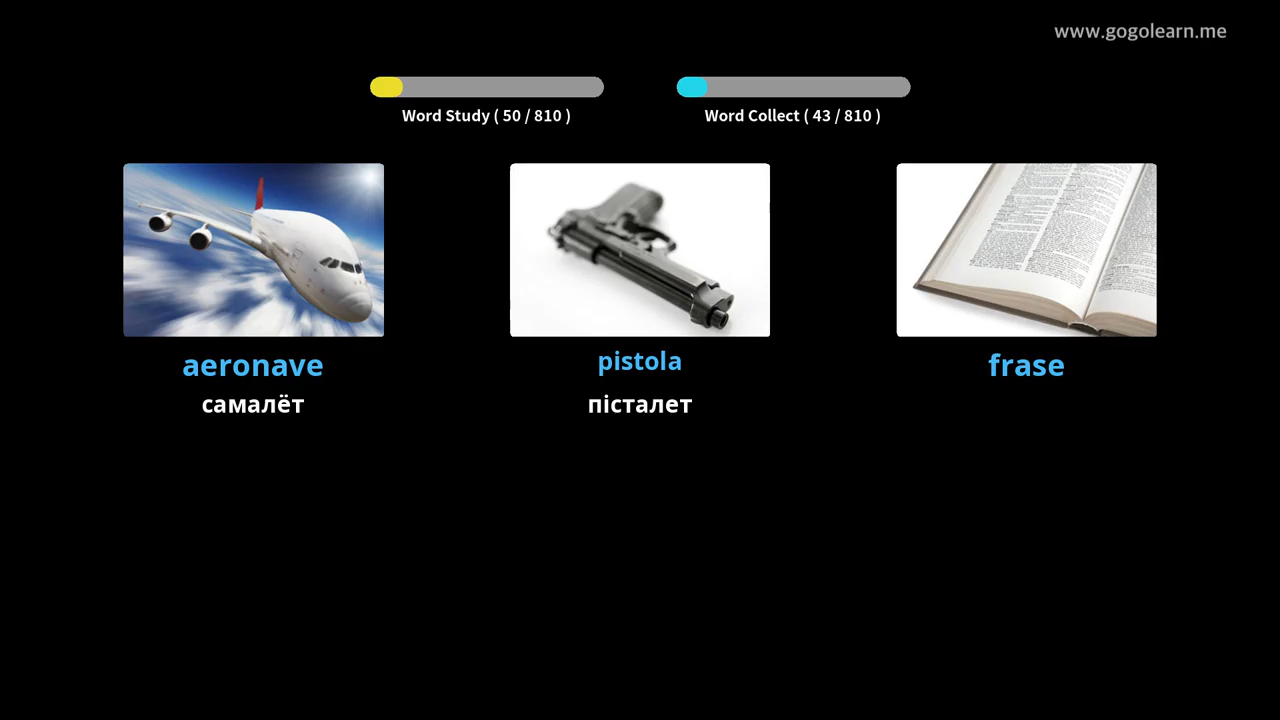 www.gogolearn.me
Word Study ( 50 / 810 )
Word Collect ( 43 / 810 )
aeronave
pistola
frase
самалёт
пісталет